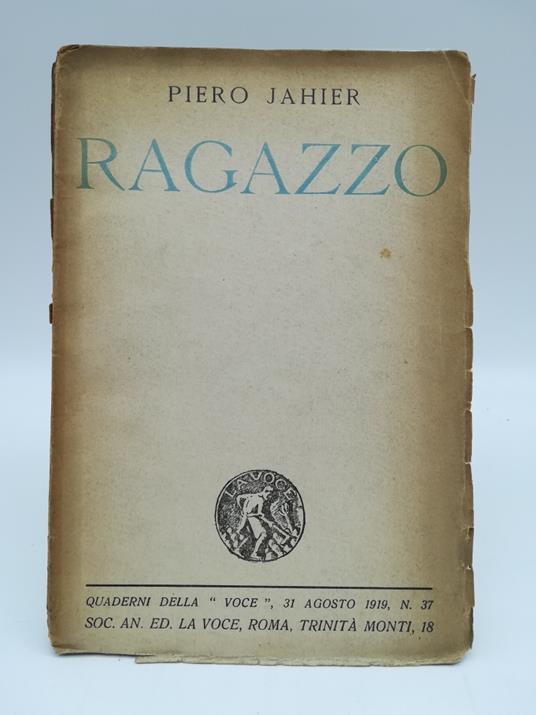 PIERO JAHIER
RAGAZZO
LA VOCE
QUADERNI DELLA " VOCE ", 31 AGOSTO 1919, N. 37
SOC. AN. ED. LA VOCE, ROMA, TRINITÀ MONTI, 18